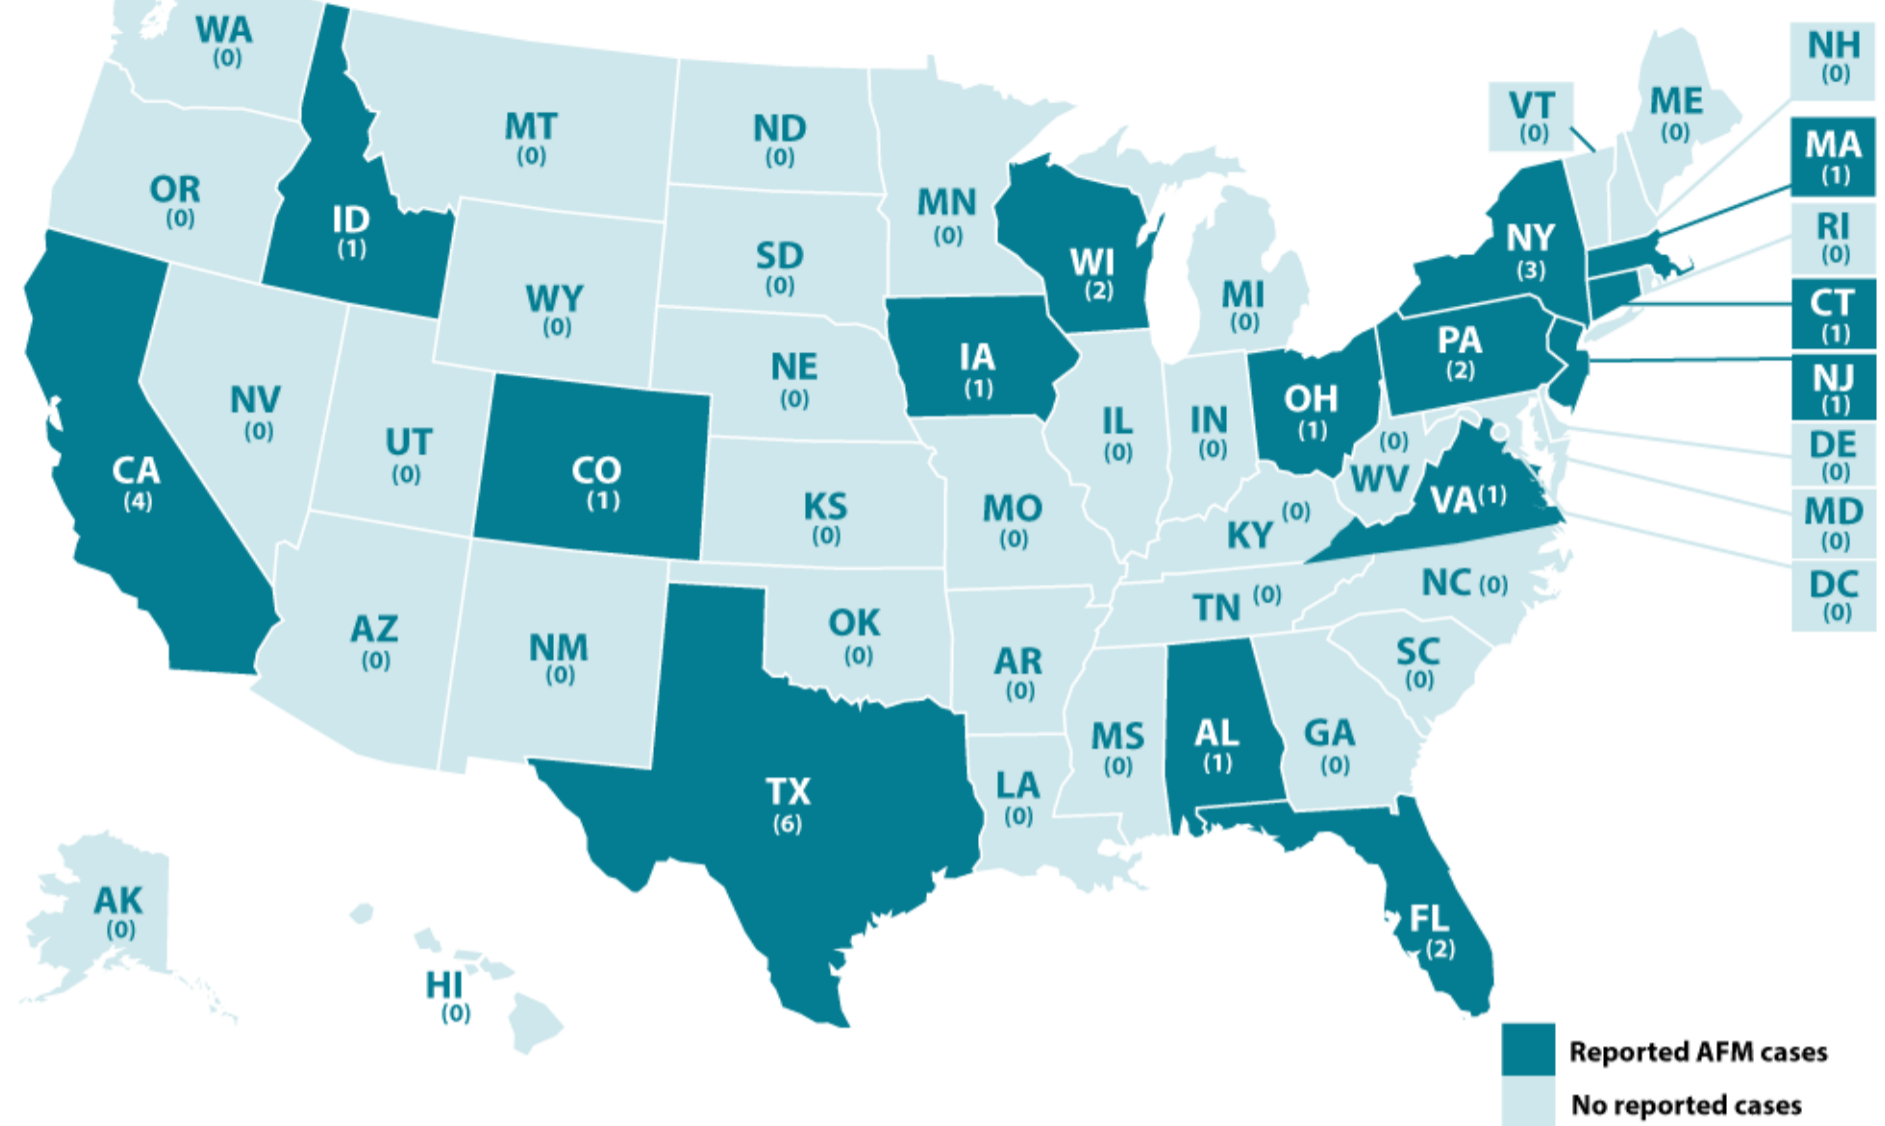 WA
(0)
MT
(0)
ND
(0)
MN
(0)
VT
(0)
ME
(0)
NH
(0)
MA
(1)
RI
(0)
CT
(1)
NJ
(1)
DE
(0)
MD
(0)
DC
(0)
OR
(0)
ID
(1)
WY
(0)
SD
(0)
WI
(2)
MI
(0)
NY
(3)
PA
(2)
CA
(4)
NV
(0)
UT
(0)
CO
(1)
NE
(0)
IA
(1)
IL
(0)
IN
(0)
OH
(1)
(0)
WV
VA(1)
KS
(0)
MO
(0)
KY (0)
AZ
(0)
NM
(0)
OK
(0)
AR
(0)
TN (0)
NC (0)
SC
(0)
TX
(6)
LA
(0)
MS
(0)
AL
(1)
GA
(0)
FL
(2)
AK
(0)
HI
(0)
Reported AFM cases
No reported cases